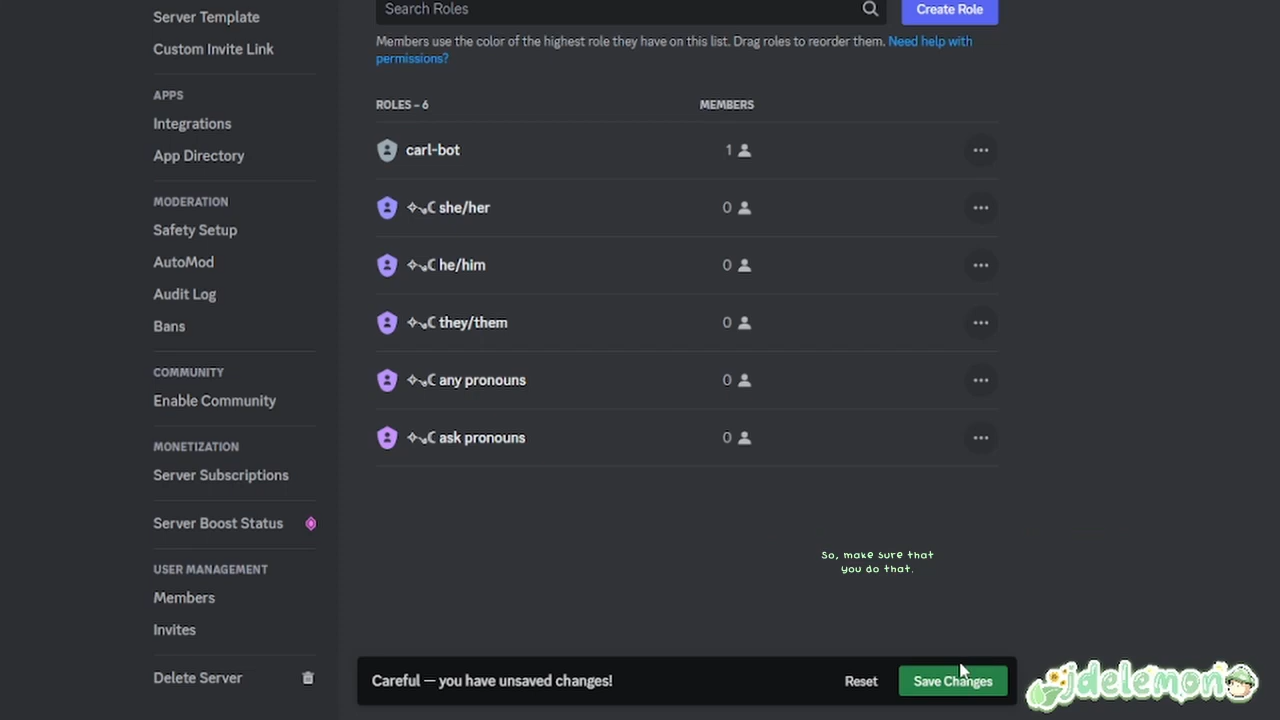 Server Template
Custom Invite Link
APPS
Integrations
App Directory
MODERATION
Safety Setup
AutoMod
Audit Log
Bans
COMMUNITY
Enable Community
MONETIZATION
Server Subscriptions
Server Boost Status
USER MANAGEMENT
Members
Invites
Delete Server
Search Roles
Create Role
Members use the color of the highest role they have on this list. Drag roles to reorder them. Need help with
permissions?
ROLES – 6 MEMBERS
carl-bot 1
✧⤷☾ she/her 0
✧⤷☾ he/him 0
✧⤷☾ they/them 0
✧⤷☾ any pronouns 0
✧⤷☾ ask pronouns 0
So, make sure that
you do that.
Careful — you have unsaved changes! Reset Save Changes
jdelemon